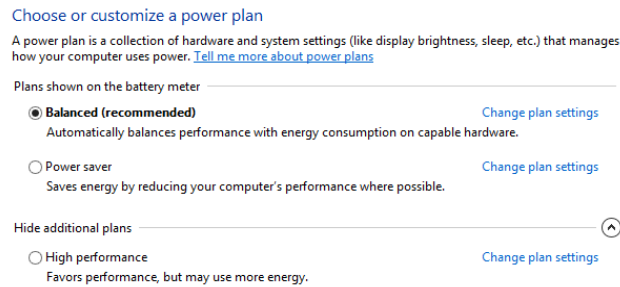 Choose or customize a power plan
A power plan is a collection of hardware and system settings (like display brightness, sleep, etc.) that manages
how your computer uses power. Tell me more about power plans
Plans shown on the battery meter
Balanced (recommended) Change plan settings
Automatically balances performance with energy consumption on capable hardware.
Power saver Change plan settings
Saves energy by reducing your computer's performance where possible.
Hide additional plans
High performance Change plan settings
Favors performance, but may use more energy.